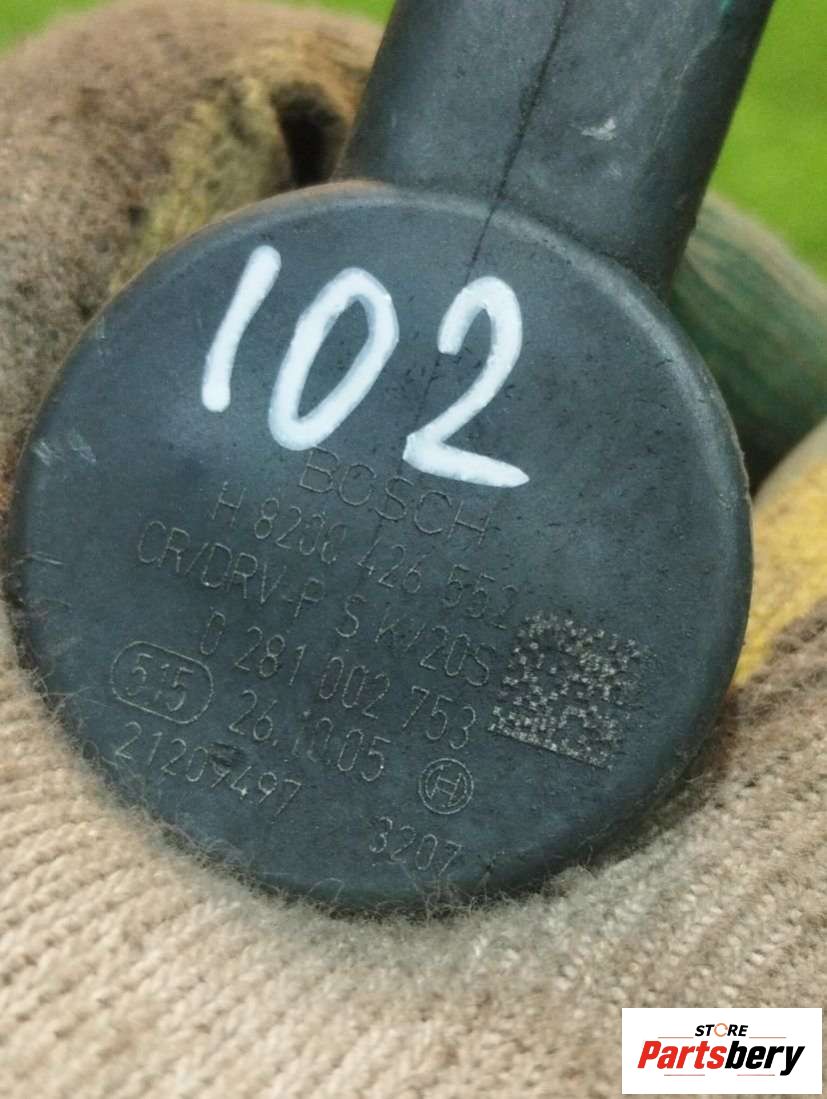 102
BOSCH
H 8200 426 552
CR/DRV-P S K/20S
0 281 002 753
515 26.10.05
21209497 H
3207
STORE
Partsbery